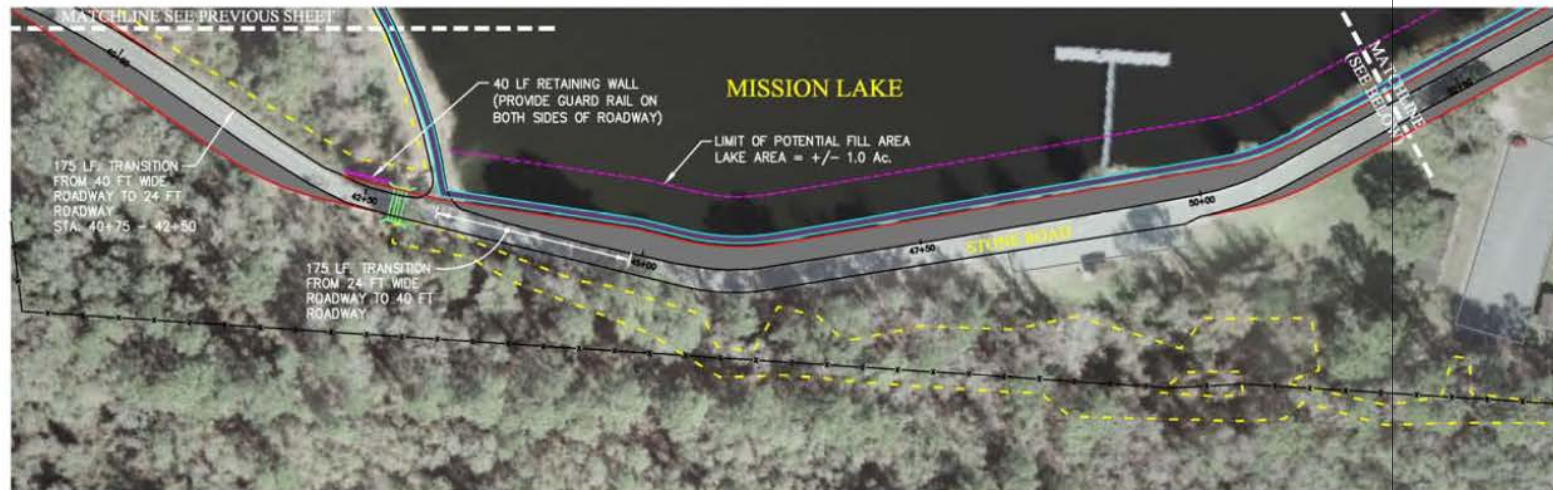 MATCHLINE SEE PREVIOUS SHEET
40 LF RETAINING WALL
(PROVIDE GUARD RAIL ON
BOTH SIDES OF ROADWAY)
MISSION LAKE
LIMIT OF POTENTIAL FILL AREA
LAKE AREA = +/- 1.0 Ac.
MATCHLINE
(SEE BELOW)
175 LF. TRANSITION
FROM 40 FT WIDE
ROADWAY TO 24 FT
ROADWAY
STA. 40+75 - 42+50
42+50
175 LF. TRANSITION
FROM 24 FT WIDE
ROADWAY TO 40 FT
ROADWAY
45+00
47+50
STONE ROAD
50+00